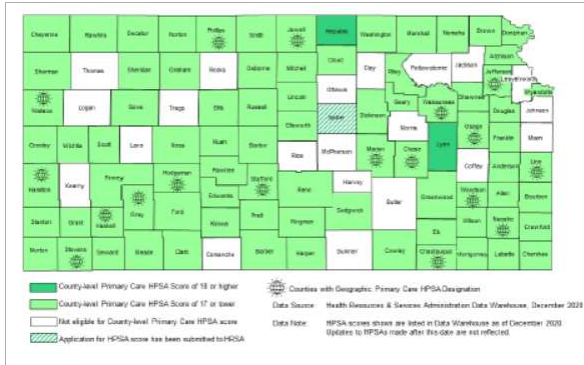 Cheyenne Rawlins Decatur Norton Phillips Smith Jewell Republic Washington Marshall Nemaha Brown Doniphan
Sherman Thomas Sheridan Graham Rooks Osborne Mitchell Cloud Clay Riley Pottawatomie Jackson Atchison
Jefferson Leavenworth
Wyandotte
Wallace Logan Gove Trego Ellis Russell Lincoln Ottawa
Saline Dickinson Geary Wabaunsee Shawnee Douglas Johnson
Ellsworth Morris Osage Franklin Miami
Greeley Wichita Scott Lane Ness Rush Barton
Rice McPherson Marion Chase Lyon Coffey Anderson Linn
Hamilton Kearny Finney Hodgeman Pawnee Stafford
Reno Harvey Butler Greenwood Woodson Allen Bourbon
Edwards
Stanton Grant Haskell Gray Ford Kiowa Pratt Kingman Sedgwick Elk Wilson Neosho Crawford
Morton Stevens Seward Meade Clark Comanche Barber Harper Sumner Cowley Chautauqua Montgomery Labette Cherokee
County-level Primary Care HPSA Score of 18 or higher
County-level Primary Care HPSA Score of 17 or lower
Not eligible for County-level Primary Care HPSA score
Application for HPSA score has been submitted to HRSA
Counties with Geographic Primary Care HPSA Designation
Data Source: Health Resources & Services Administration Data Warehouse, December 2020
Data Note: HPSA scores shown are listed in Data Warehouse as of December 2020.
Updates to HPSAs made after this date are not reflected.